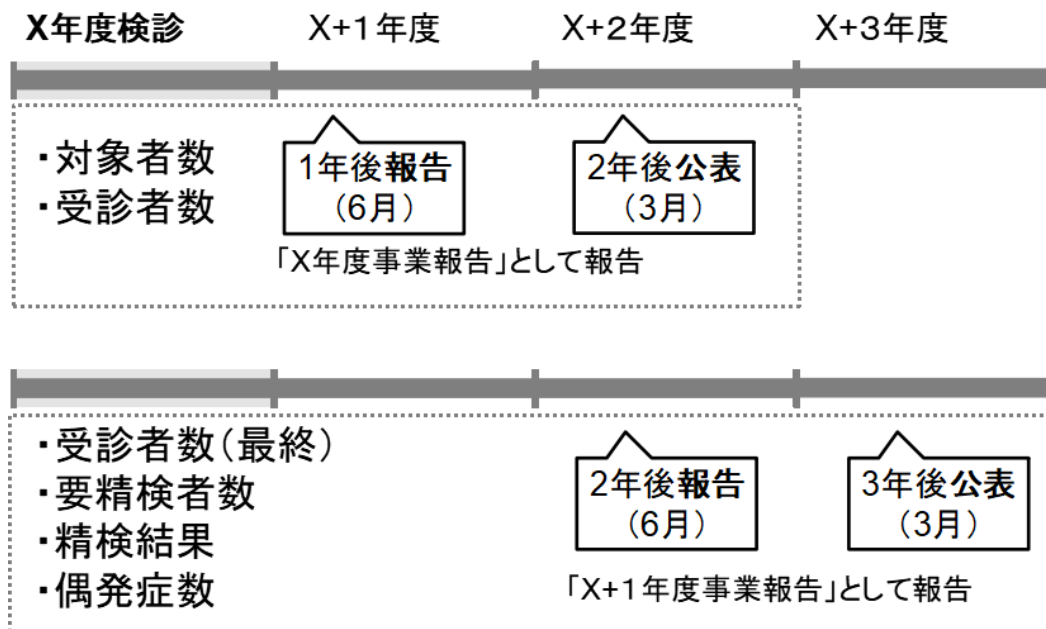 X年度検診
X+1年度
X+2年度
X+3年度
・対象者数
・受診者数
1年後報告
（6月）
2年後公表
（3月）
「X年度事業報告」として報告
・受診者数（最終）
・要精検者数
・精検結果
・偶発症数
2年後報告
（6月）
3年後公表
（3月）
「X+1年度事業報告」として報告